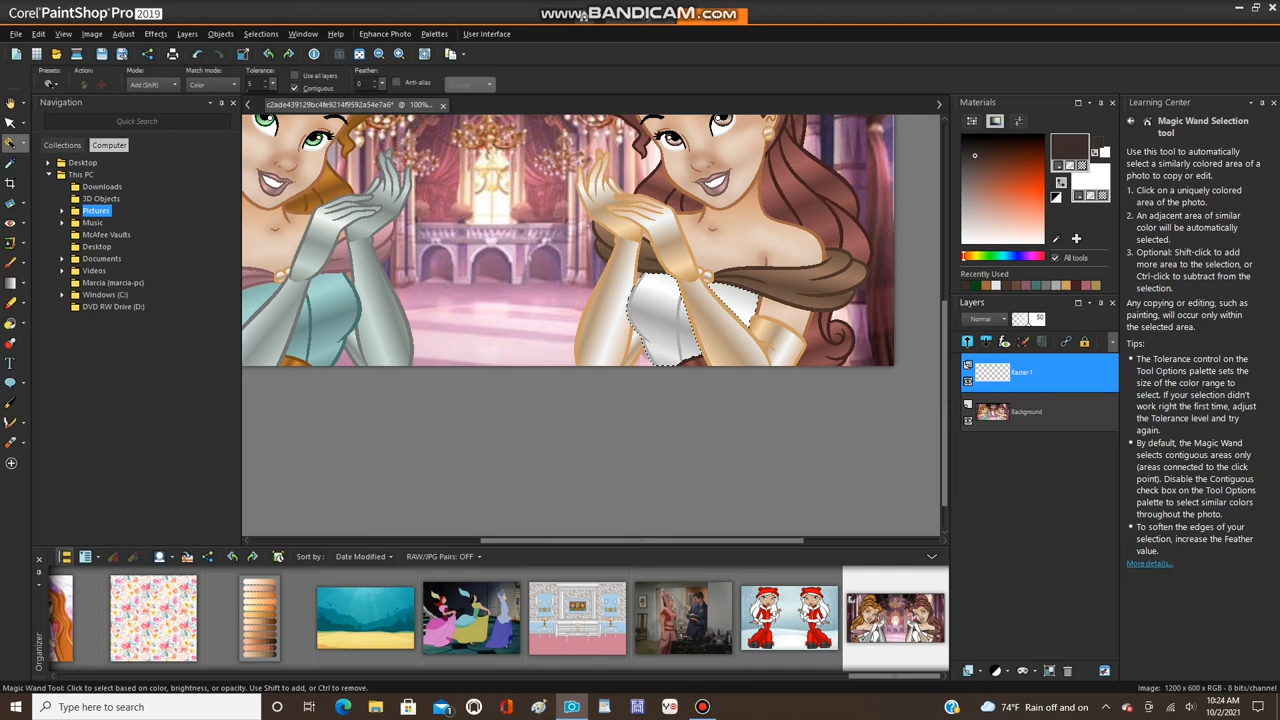 Corel PaintShop Pro 2019
www.BANDICAM.com
File Edit View Image Adjust Effects Layers Objects Selections Window Help Enhance Photo Palettes User Interface
Presets: Action: Mode: Match mode: Tolerance: Use all layers Feather:
Add (Shift) Color 5 Contiguous 0 Anti-alias
Navigation
c2ade439129bc4fe9214f9592a54e7a6* @ 100%...
Quick Search
Collections Computer
Desktop
This PC
Downloads
3D Objects
Pictures
Music
McAfee Vaults
Desktop
Documents
Videos
Marcia (marcia-pc)
Windows (C:)
DVD RW Drive (D:)
Materials
All tools
Recently Used
Layers
Normal 50
Raster 1
Background
Learning Center
Magic Wand Selection
tool
Use this tool to automatically
select a similarly colored area of a
photo to copy or edit.
1. Click on a uniquely colored
area of the photo.
2. An adjacent area of similar
color will be automatically
selected.
3. Optional: Shift-click to add
more area to the selection, or
Ctrl-click to subtract from the
selection.
Any copying or editing, such as
painting, will occur only within
the selected area.
Tips:
• The Tolerance control on the
Tool Options palette sets the
size of the color range to
select. If your selection didn't
work right the first time, adjust
the Tolerance level and try
again.
• By default, the Magic Wand
selects contiguous areas only
(areas connected to the click
point). Disable the Contiguous
check box on the Tool Options
palette to select similar colors
throughout the photo.
• To soften the edges of your
selection, increase the Feather
value.
More details...
Organizer
Sort by: Date Modified RAW/JPG Pairs: OFF
Magic Wand Tool: Click to select based on color, brightness, or opacity. Use Shift to add, or Ctrl to remove.
Image: 1200 x 600 x RGB - 8 bits/channel
Type here to search
74°F Rain off and on
10:24 AM
10/2/2021